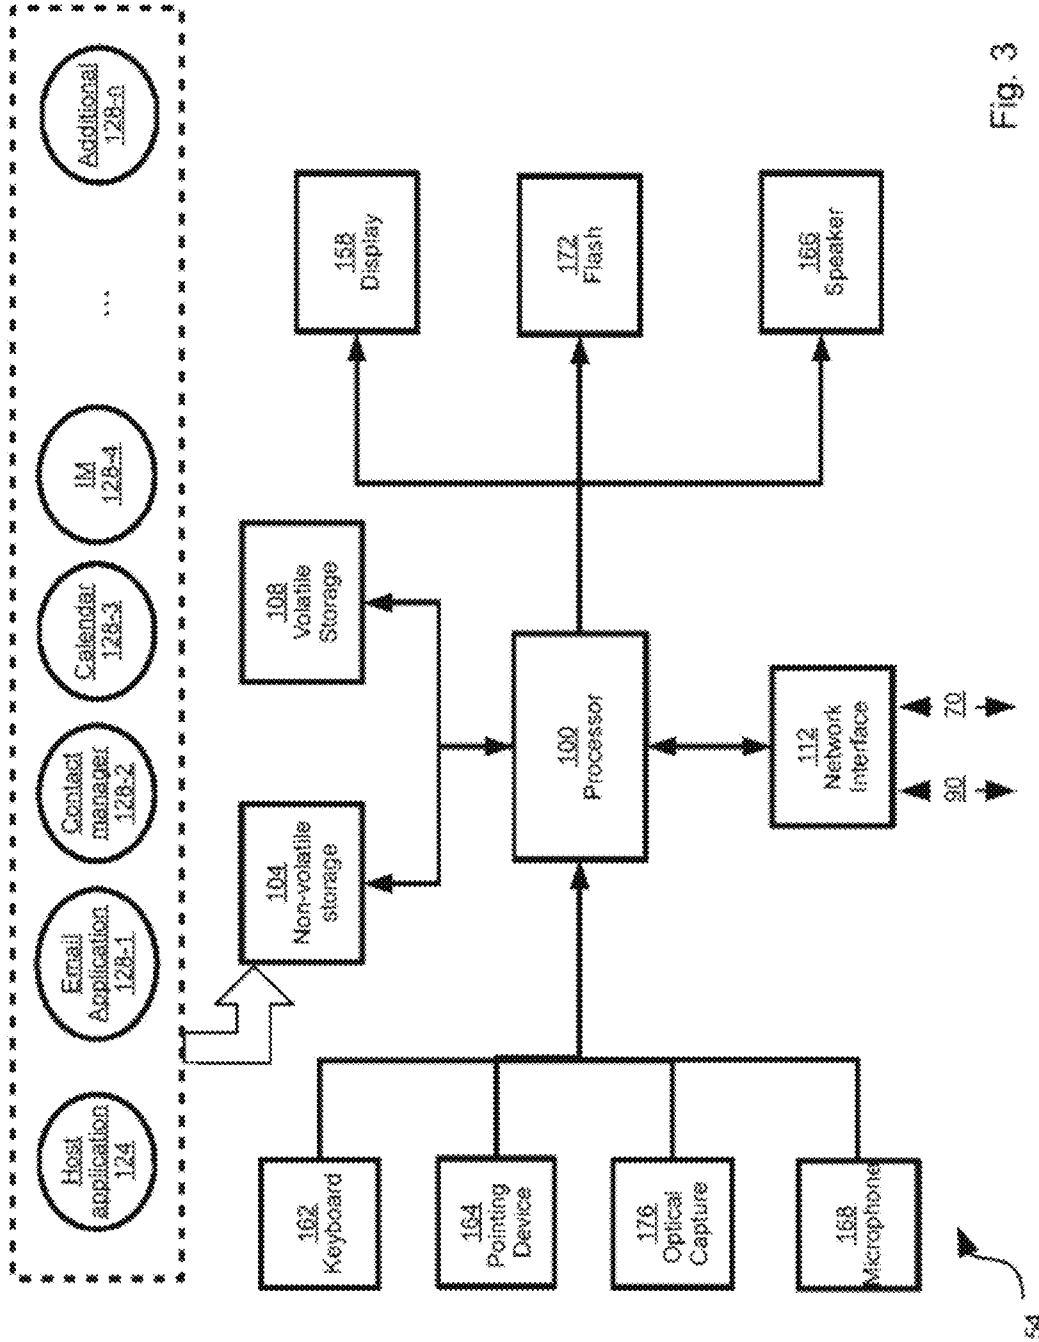 Host
application
124
Email
Application
128-1
Contact
manager
128-2
Calendar
128-3
IM
128-4
...
Additional
128-n
104
Non-volatile
storage
108
Volatile
Storage
162
Keyboard
164
Pointing
Device
176
Optical
Capture
168
Microphone
100
Processor
112
Network
Interface
90
70
158
Display
172
Flash
166
Speaker
54
Fig. 3